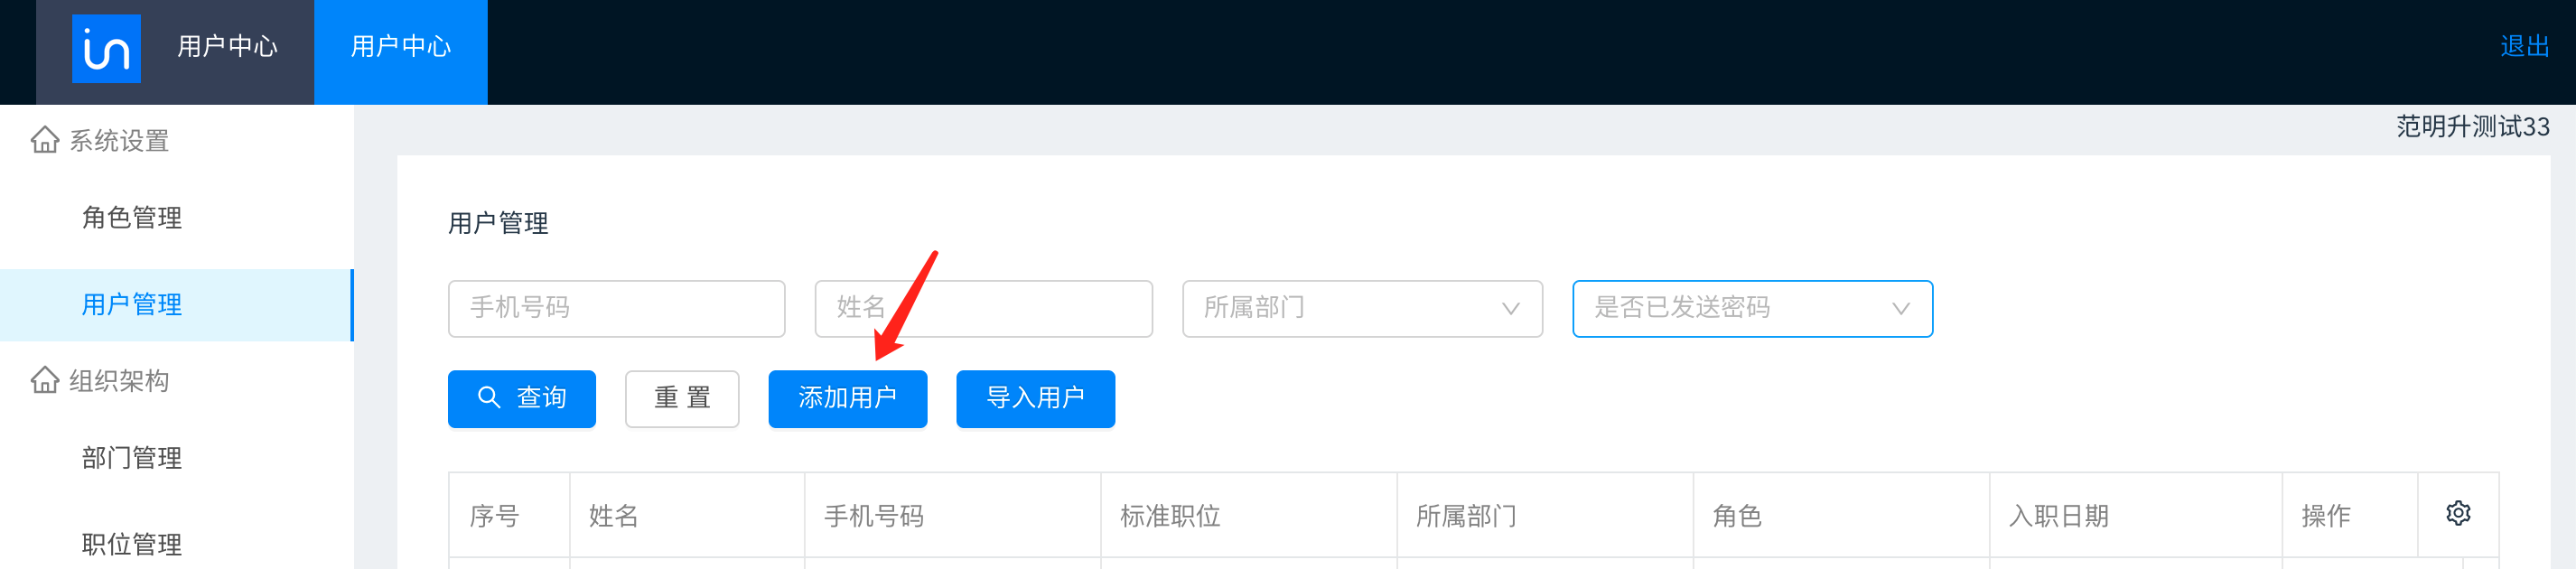 in 用户中心 用户中心 退出
范明升测试33
系统设置
角色管理
用户管理
组织架构
部门管理
职位管理
用户管理
手机号码 姓名 所属部门 是否已发送密码
查询 重 置 添加用户 导入用户
序号 姓名 手机号码 标准职位 所属部门 角色 入职日期 操作